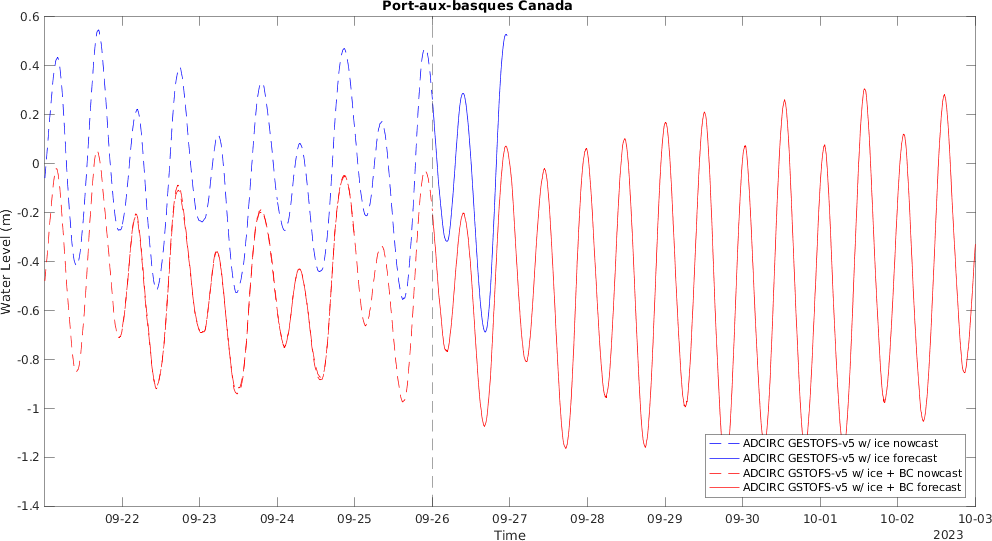 Port-aux-basques Canada
0.6
0.4
0.2
0
-0.2
-0.4
-0.6
-0.8
-1
-1.2
-1.4
Water Level (m)
ADCIRC GESTOFS-v5 w/ ice nowcast
ADCIRC GESTOFS-v5 w/ ice forecast
ADCIRC GSTOFS-v5 w/ ice + BC nowcast
ADCIRC GSTOFS-v5 w/ ice + BC forecast
09-22 09-23 09-24 09-25 09-26 09-27 09-28 09-29 09-30 10-01 10-02 10-03
Time
2023